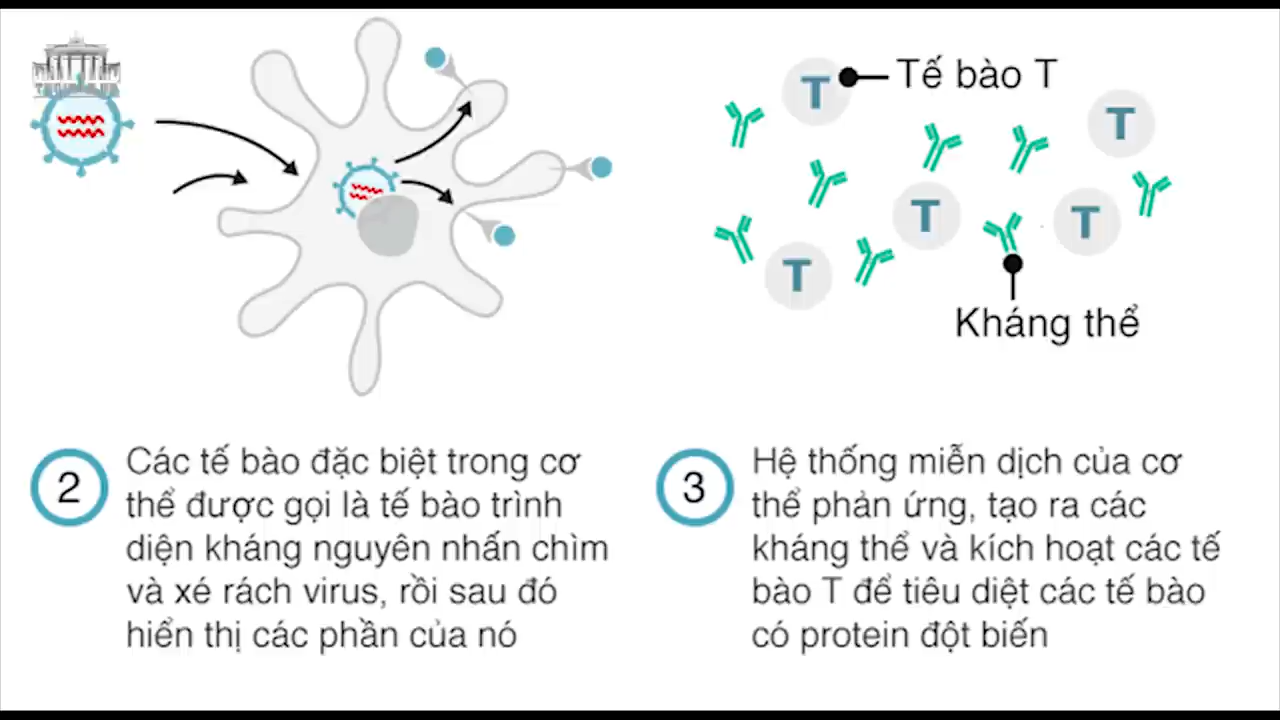 Tế bào T
T
T
T
T
T
Kháng thể
2
Các tế bào đặc biệt trong cơ
thể được gọi là tế bào trình
diện kháng nguyên nhấn chìm
và xé rách virus, rồi sau đó
hiển thị các phần của nó
3
Hệ thống miễn dịch của cơ
thể phản ứng, tạo ra các
kháng thể và kích hoạt các tế
bào T để tiêu diệt các tế bào
có protein đột biến